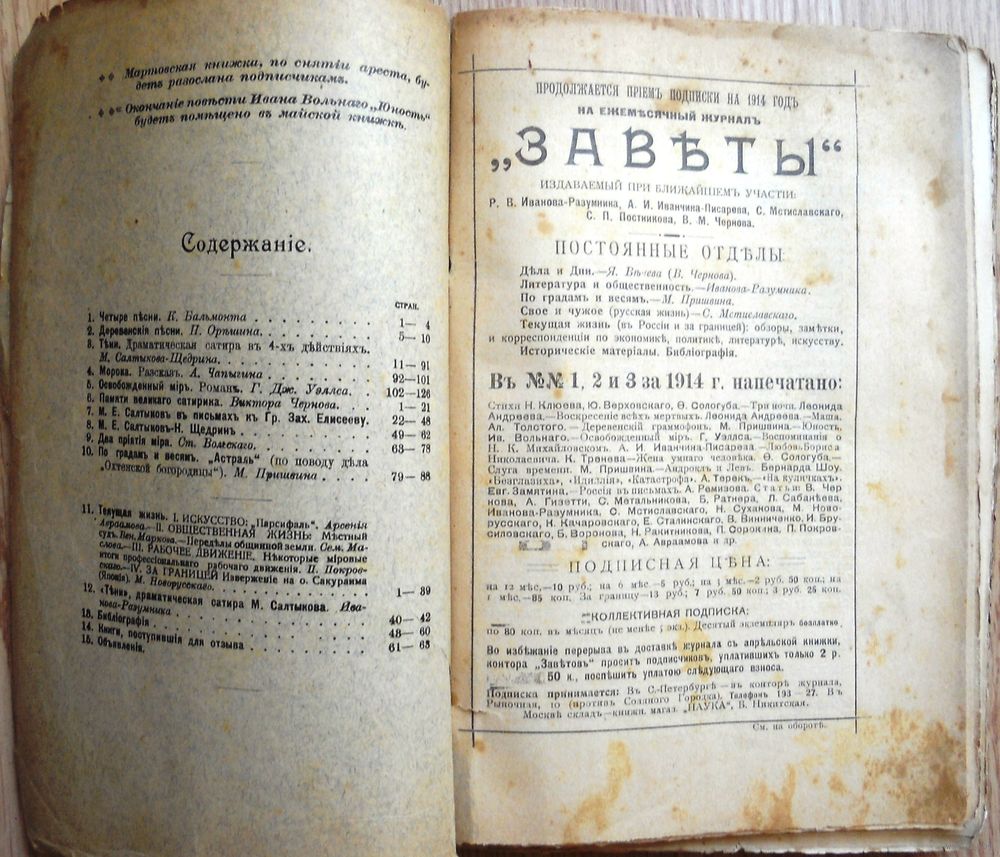 Мартовская книжка, по снятіи ареста, бу-
детъ разослана подписчикамъ.
Окончаніе повѣсти Ивана Вольнаго „Юность“
будетъ помѣщено въ майской книжкѣ.
Содержаніе.
СТРАН.
1. Четыре пѣсни. К. Бальмонта 1— 4
2. Деревенскія пѣсни. П. Орѣшина. 5— 10
3. Тѣни. Драматическая сатира въ 4-хъ дѣйствіяхъ.
М. Салтыкова-Щедрина. 11— 91
4. Морока. Разсказъ. А. Чапыгина 92—101
5. Освобожденный міръ. Романъ. Г. Дж. Уэллса. 102—126
6. Памяти великаго сатирика. Виктора Чернова. 1— 21
7. М. Е. Салтыковъ въ письмахъ къ Гр. Зах. Елисееву. 22— 48
8. М. Е. Салтыковъ-Н. Щедринъ 49— 62
9. Два пріятія міра. Ст. Вольскаго. 63— 78
10. По градамъ и весямъ. „Астраль“ (по поводу дѣла
„Охтенской богородицы“). М. Пришвина. 79— 88
11. Текущая жизнь. I. ИСКУССТВО: „Парсифаль“. Арсенія
Авраамова.—II. ОБЩЕСТВЕННАЯ ЖИЗНЬ: Мѣстный
судъ. Вен. Маркова.—Передѣлы общинной земли. Сем. Ма-
слова.—III. РАБОЧЕЕ ДВИЖЕНІЕ. Нѣкоторые міровые
итоги профессіональнаго рабочаго движенія. П. Покров-
скаго.—IV. ЗА ГРАНИЦЕЙ Изверженіе на о. Сакурашима
(Японія). М. Новорусскаго. 1— 39
12. „Тѣни“, драматическая сатира М. Салтыкова. Ива-
нова-Разумника 40— 42
13. Библіографія 48— 60
14. Книги, поступившія для отзыва 61— 63
15. Объявленія.
ПРОДОЛЖАЕТСЯ ПРІЕМЪ ПОДПИСКИ НА 1914 ГОДЪ
НА ЕЖЕМѢСЯЧНЫЙ ЖУРНАЛЪ
„ЗАВѢТЫ“
ИЗДАВАЕМЫЙ ПРИ БЛИЖАЙШЕМЪ УЧАСТІИ:
Р. В. Иванова-Разумника, А. И. Иванчина-Писарева, С. Мстиславскаго,
С. П. Постникова, В. М. Чернова.
ПОСТОЯННЫЕ ОТДѢЛЫ:
Дѣла и Дни.—Я. Вѣчева (В. Чернова).
Литература и общественность.—Иванова-Разумника.
По градамъ и весямъ.—М. Пришвина.
Свое и чужое (русская жизнь)—С. Мстиславскаго.
Текущая жизнь (въ Россіи и за границей): обзоры, замѣтки,
и корреспонденціи по экономикѣ, политикѣ, литературѣ, искусству.
Историческіе матеріалы. Библіографія.
Въ №№ 1, 2 и 3 за 1914 г. напечатано:
Стихи Н. Клюева, Ю. Верховскаго, Ѳ. Сологуба.—Три ночи. Леонида
Андреева.—Воскресеніе всѣхъ мертвыхъ. Леонида Андреева.—Маша.
Ал. Толстого.—Деревенскій граммофонъ. М. Пришвина.—Юность.
Ив. Вольнаго.—Освобожденный міръ. Г. Уэллса.—Воспоминанія о
Н. К. Михайловскомъ. А. И. Иванчина-Писарева.—Любовь Бориса
Николаевича. К. Тренева.—Жена умнаго человѣка. Ѳ. Сологуба.—
Слуга времени. М. Пришвина.—Андроклъ и Левъ. Бернарда Шоу.
„Безглазиха“, „Идиллія“, „Катастрофа“. А. Терекъ.—„На куличкахъ“.
Евг. Замятина.—Россія въ письмахъ. А. Ремизова. Статьи: В. Чер
нова, А. Гизетти, С. Метальникова, Б. Ратнера, Л. Сабанѣева,
Иванова-Разумника, С. Мстиславскаго, Н. Суханова, М. Ново-
русскаго, Н. Качаровскаго, Е. Сталинскаго, В. Винниченко, И. Бру-
силовскаго, Б. Воронова, Н. Ракитникова, П. Сорокина, П. Покров-
скаго, А. Авраамова и др.
ПОДПИСНАЯ ЦѢНА:
на 12 мѣс.—10 руб.; на 6 мѣс.—5 руб.; на 3 мѣс.—2 руб. 50 коп.; на
1 мѣс.—85 коп. За границу—13 руб.; 7 руб. 50 коп.; 3 руб. 25 коп.
КОЛЛЕКТИВНАЯ ПОДПИСКА:
по 80 коп. въ мѣсяцъ (не менѣе экз.). Десятый экземпляръ безплатно.
Во избѣжаніе перерыва въ доставкѣ журнала съ апрѣльской книжки,
контора „Завѣтовъ“ проситъ подписчиковъ, уплатившихъ только 2 р.
50 к., поспѣшить уплатою слѣдующаго взноса.
Подписка принимается: Въ С.-Петербургѣ—въ конторѣ журнала,
Рыночная, 10 (противъ Соляного Городка). Телефонъ 193—27. Въ
Москвѣ складъ—книжн. магаз. „НАУКА“, Б. Никитская.
См. на оборотѣ.